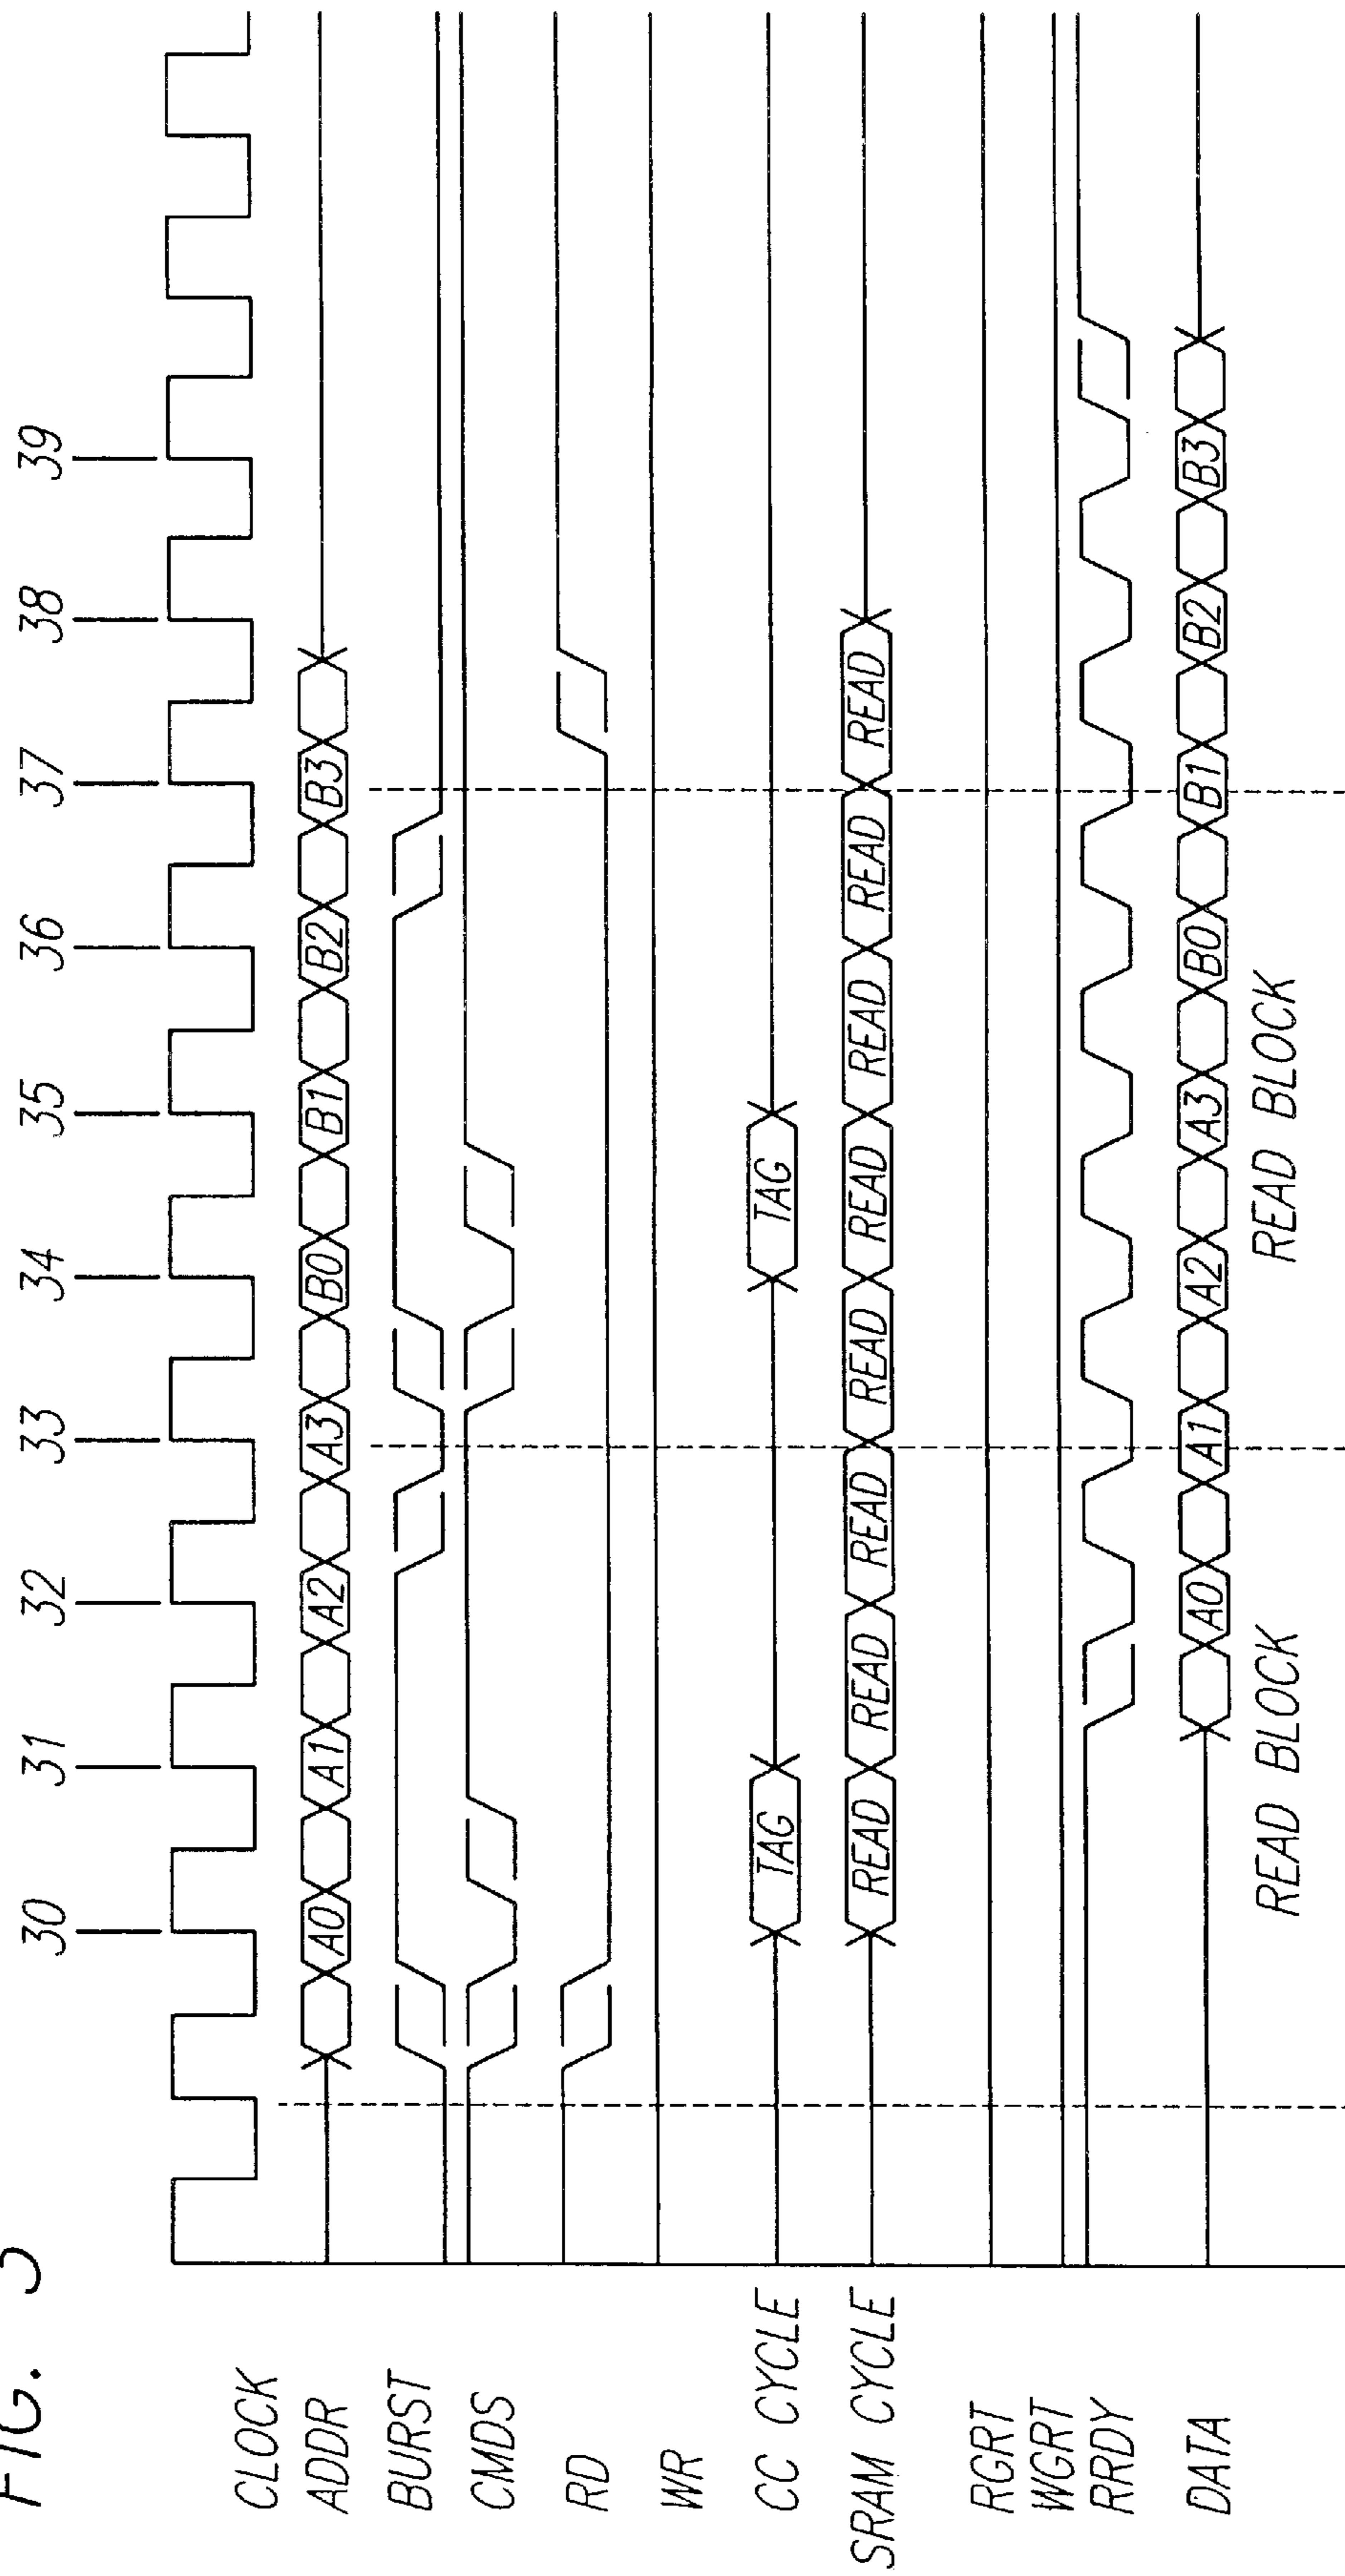 FIG. 3
30 31 32 33 34 35 36 37 38 39
CLOCK
ADDR A0 A1 A2 A3 B0 B1 B2 B3
BURST
CMDS
RD
WR
CC CYCLE TAG TAG
SRAM CYCLE READ READ READ READ READ READ READ READ
RGRT
WGRT
RRDY
DATA A0 A1 A2 A3 B0 B1 B2 B3
READ BLOCK READ BLOCK